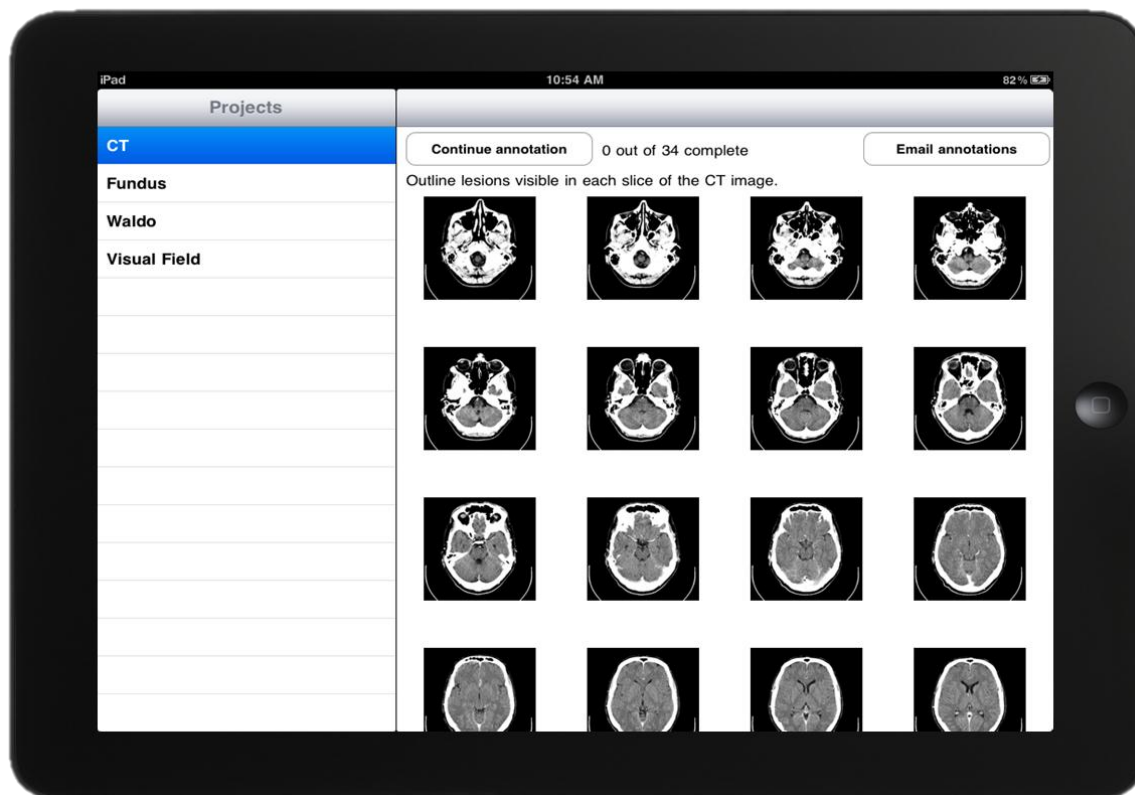 iPad 10:54 AM 82%
Projects
CT
Fundus
Waldo
Visual Field
Continue annotation 0 out of 34 complete Email annotations
Outline lesions visible in each slice of the CT image.